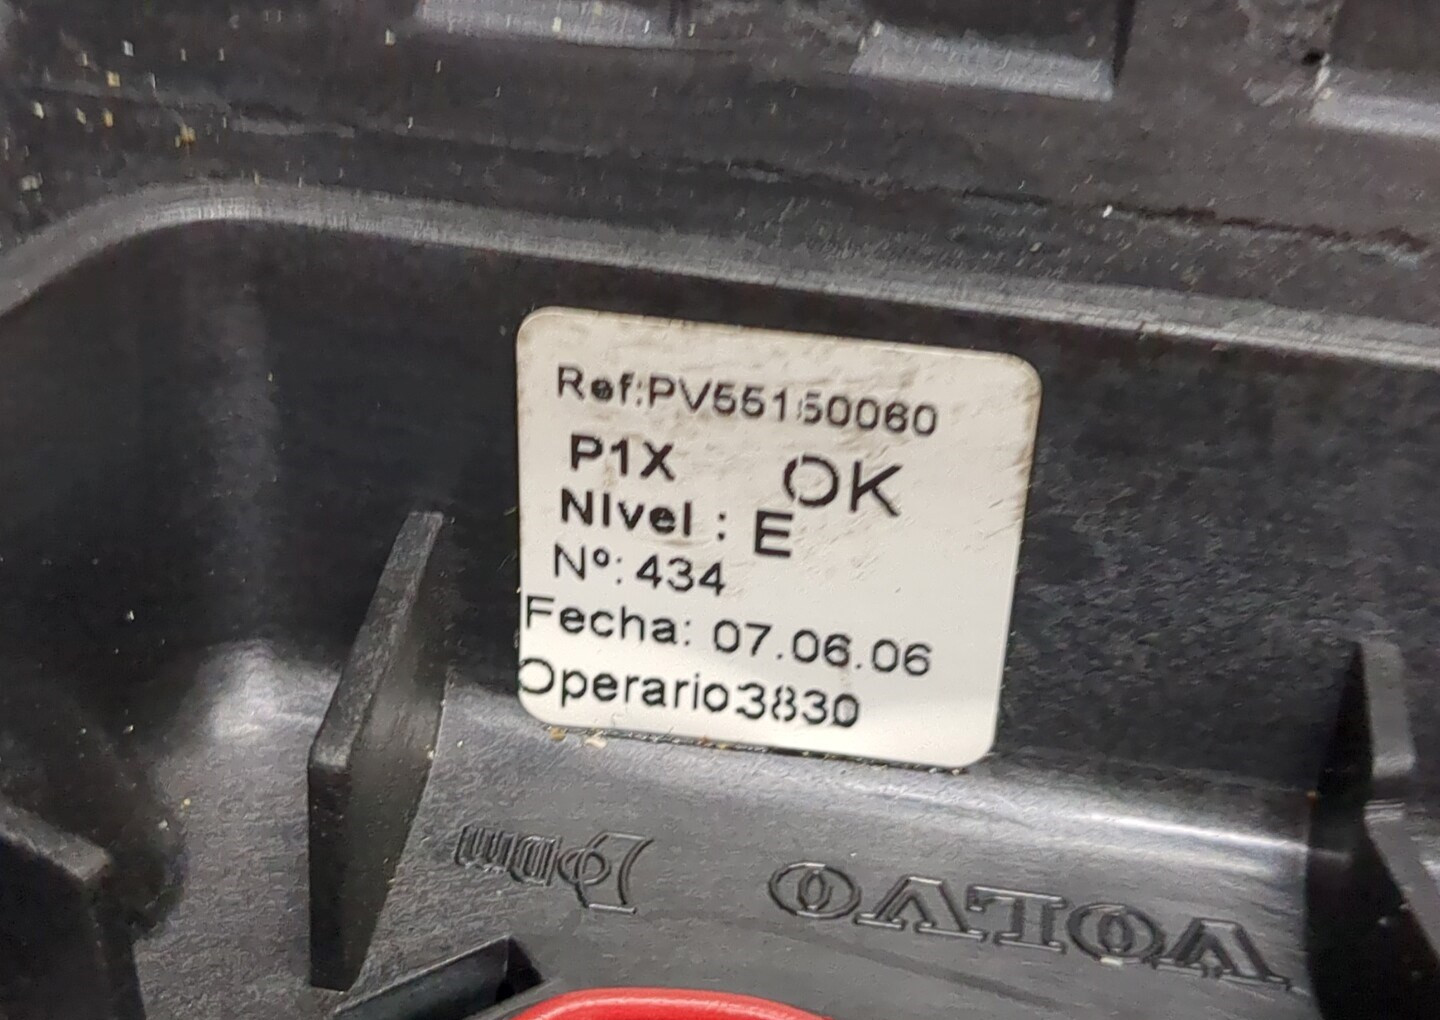 Ref:PV55150060
P1X OK
NIvel : E
Nº: 434
Fecha: 07.06.06
Operario3830
VOLVO